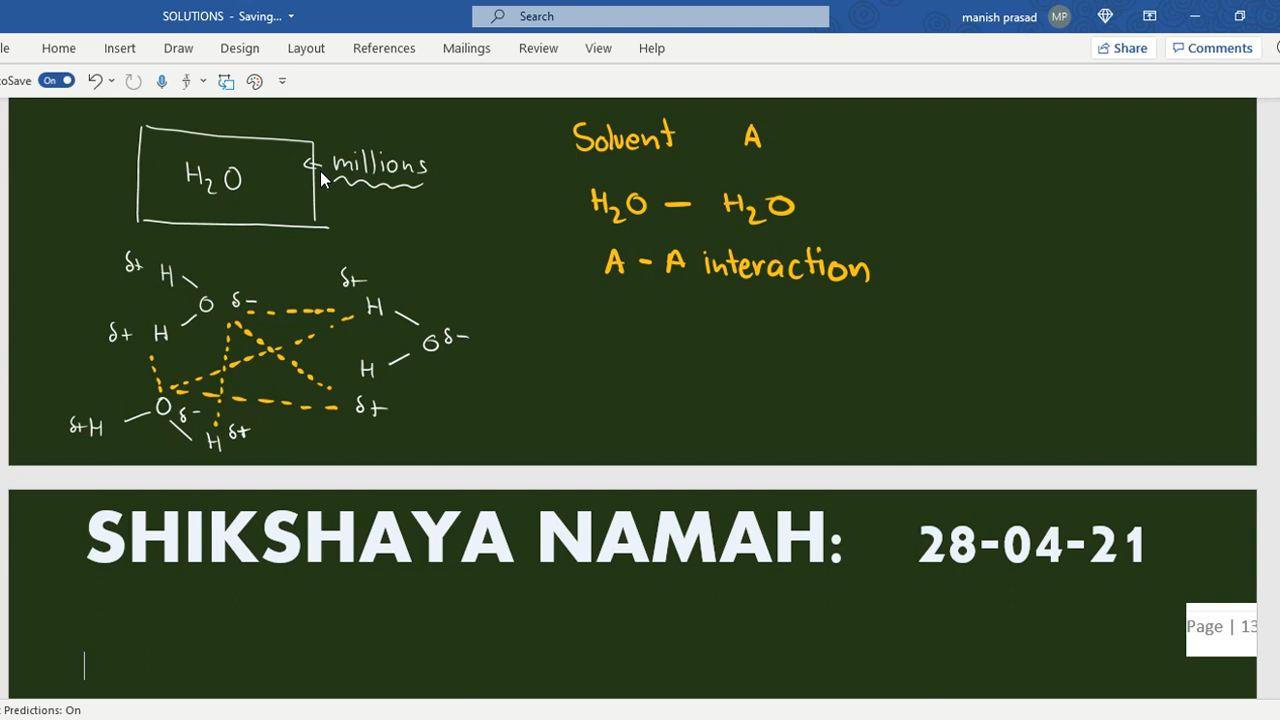 SOLUTIONS - Saving...
Search
manish prasad
MP
le Home Insert Draw Design Layout References Mailings Review View Help
Share
Comments
oSave On
H2O
← millions
Solvent A
H2O — H2O
A - A interaction
δ+ H
O δ-
δ+ H
δ+
H
O δ-
H
δ+
O δ-
δ+ H
H δ+
SHIKSHAYA NAMAH: 28-04-21
Page | 13
Predictions: On